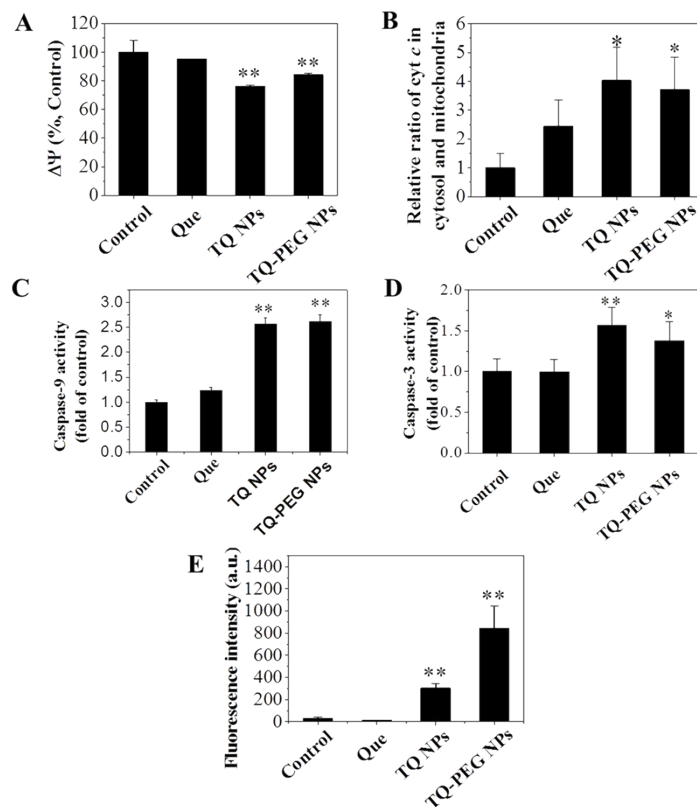 A
ΔΨ (%, Control)
120
100
80
60
40
20
0
** **
Control
Que
TQ NPs
TQ-PEG NPs
B
Relative ratio of cyt c in
cytosol and mitochondria
6
5
4
3
2
1
0
* *
Control
Que
TQ NPs
TQ-PEG NPs
C
Caspase-9 activity
(fold of control)
3.0
2.5
2.0
1.5
1.0
0.5
0.0
** **
Control
Que
TQ NPs
TQ-PEG NPs
D
Caspase-3 activity
(fold of control)
2.0
1.5
1.0
0.5
0.0
** *
Control
Que
TQ NPs
TQ-PEG NPs
E
Fluorescence intensity (a.u.)
1400
1200
1000
800
600
400
200
0
** **
Control
Que
TQ NPs
TQ-PEG NPs